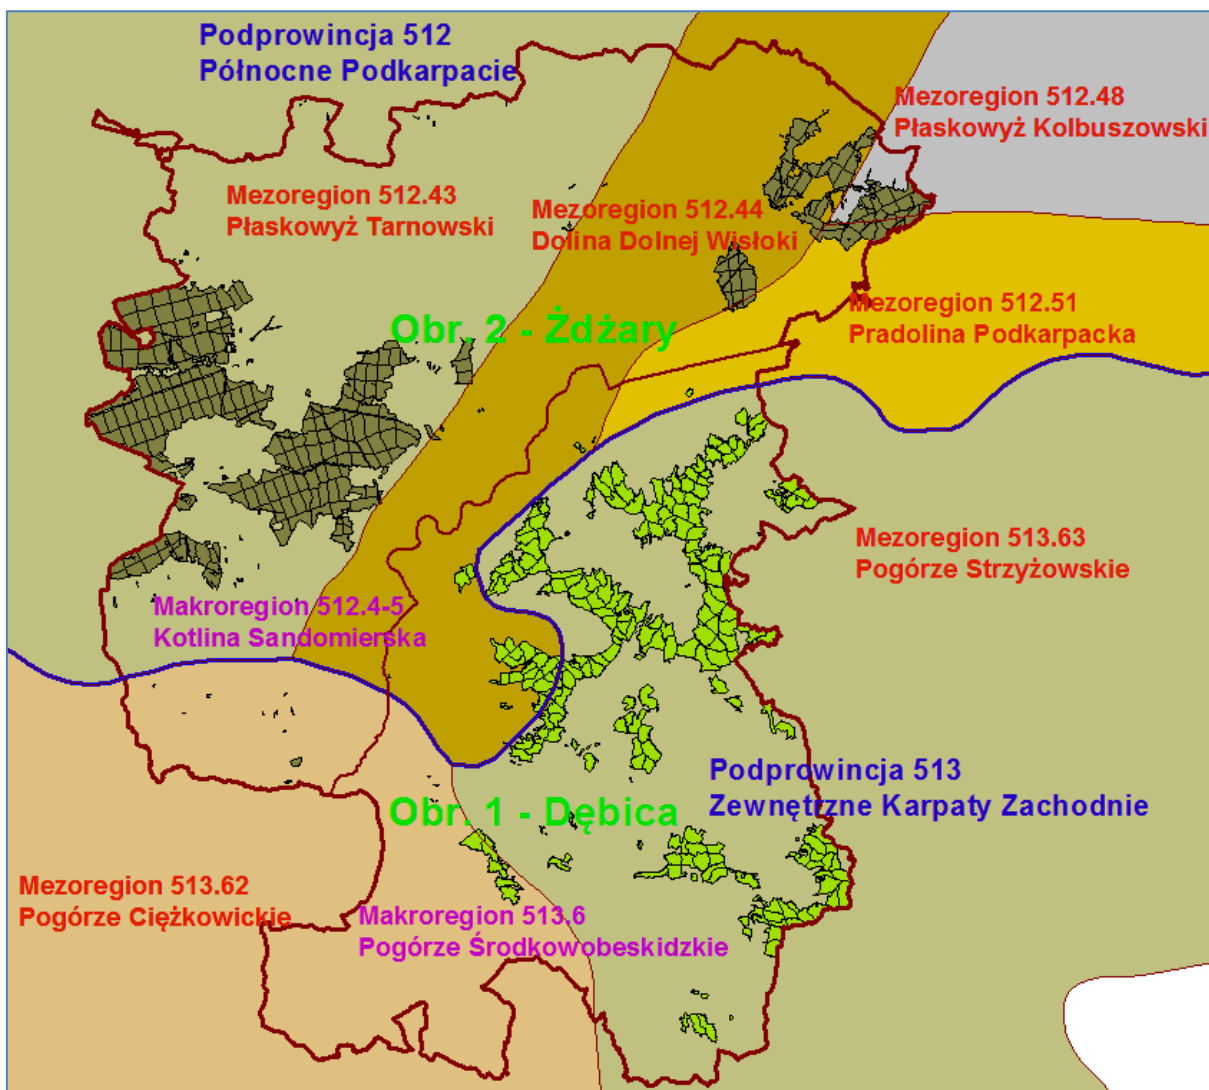 Podprowincja 512
Północne Podkarpacie
Mezoregion 512.48
Płaskowyż Kolbuszowski
Mezoregion 512.43
Płaskowyż Tarnowski
Mezoregion 512.44
Dolina Dolnej Wisłoki
Mezoregion 512.51
Pradolina Podkarpacka
Obr. 2 - Żdżary
Mezoregion 513.63
Pogórze Strzyżowskie
Makroregion 512.4-5
Kotlina Sandomierska
Podprowincja 513
Zewnętrzne Karpaty Zachodnie
Obr. 1 - Dębica
Mezoregion 513.62
Pogórze Ciężkowickie
Makroregion 513.6
Pogórze Środkowobeskidzkie